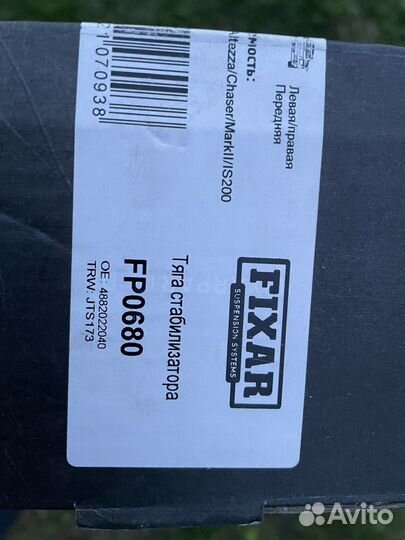 FIXAR
SUSPENSION SYSTEMS
Левая/правая
Передняя
емость:
Altezza/Chaser/MarkII/IS200
Тяга стабилизатора
FP0680
OE: 4882022040
TRW: JTS173
21070938
Avito